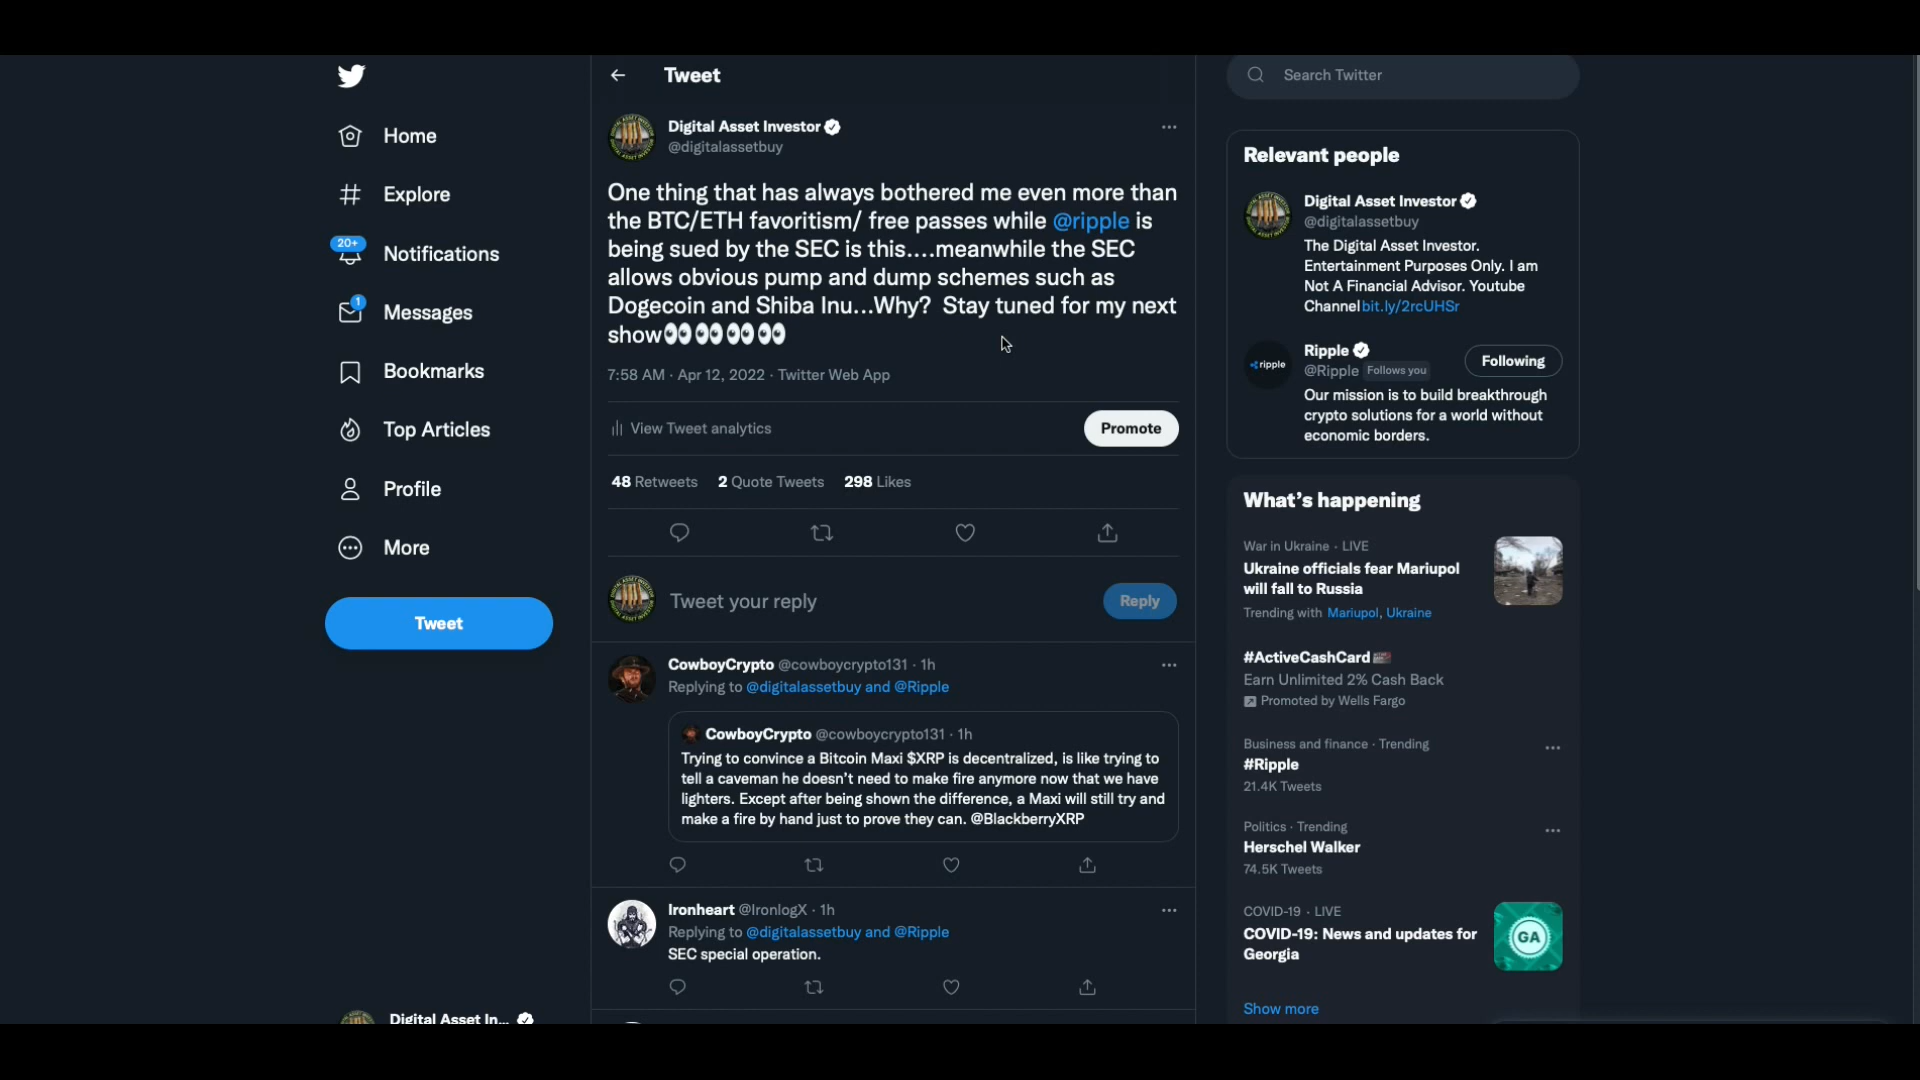 Home
Explore
20+
Notifications
1
Messages
Bookmarks
Top Articles
Profile
More
Tweet
Digital Asset In...
Tweet
Digital Asset Investor
@digitalassetbuy
One thing that has always bothered me even more than
the BTC/ETH favoritism/ free passes while @ripple is
being sued by the SEC is this....meanwhile the SEC
allows obvious pump and dump schemes such as
Dogecoin and Shiba Inu...Why?  Stay tuned for my next
show👀👀👀👀
7:58 AM · Apr 12, 2022 · Twitter Web App
View Tweet analytics
Promote
48 Retweets 2 Quote Tweets 298 Likes
Tweet your reply
Reply
CowboyCrypto @cowboycrypto131 · 1h
Replying to @digitalassetbuy and @Ripple
CowboyCrypto @cowboycrypto131 · 1h
Trying to convince a Bitcoin Maxi $XRP is decentralized, is like trying to
tell a caveman he doesn't need to make fire anymore now that we have
lighters. Except after being shown the difference, a Maxi will still try and
make a fire by hand just to prove they can. @BlackberryXRP
Ironheart @IronlogX · 1h
Replying to @digitalassetbuy and @Ripple
SEC special operation.
Search Twitter
Relevant people
Digital Asset Investor
@digitalassetbuy
The Digital Asset Investor.
Entertainment Purposes Only. I am
Not A Financial Advisor. Youtube
Channel bit.ly/2rcUHSr
ripple
Ripple
@Ripple Follows you
Following
Our mission is to build breakthrough
crypto solutions for a world without
economic borders.
What's happening
War in Ukraine · LIVE
Ukraine officials fear Mariupol
will fall to Russia
Trending with Mariupol, Ukraine
#ActiveCashCard
Earn Unlimited 2% Cash Back
Promoted by Wells Fargo
Business and finance · Trending
#Ripple
21.4K Tweets
Politics · Trending
Herschel Walker
74.5K Tweets
COVID-19 · LIVE
COVID-19: News and updates for
Georgia
GA
Show more